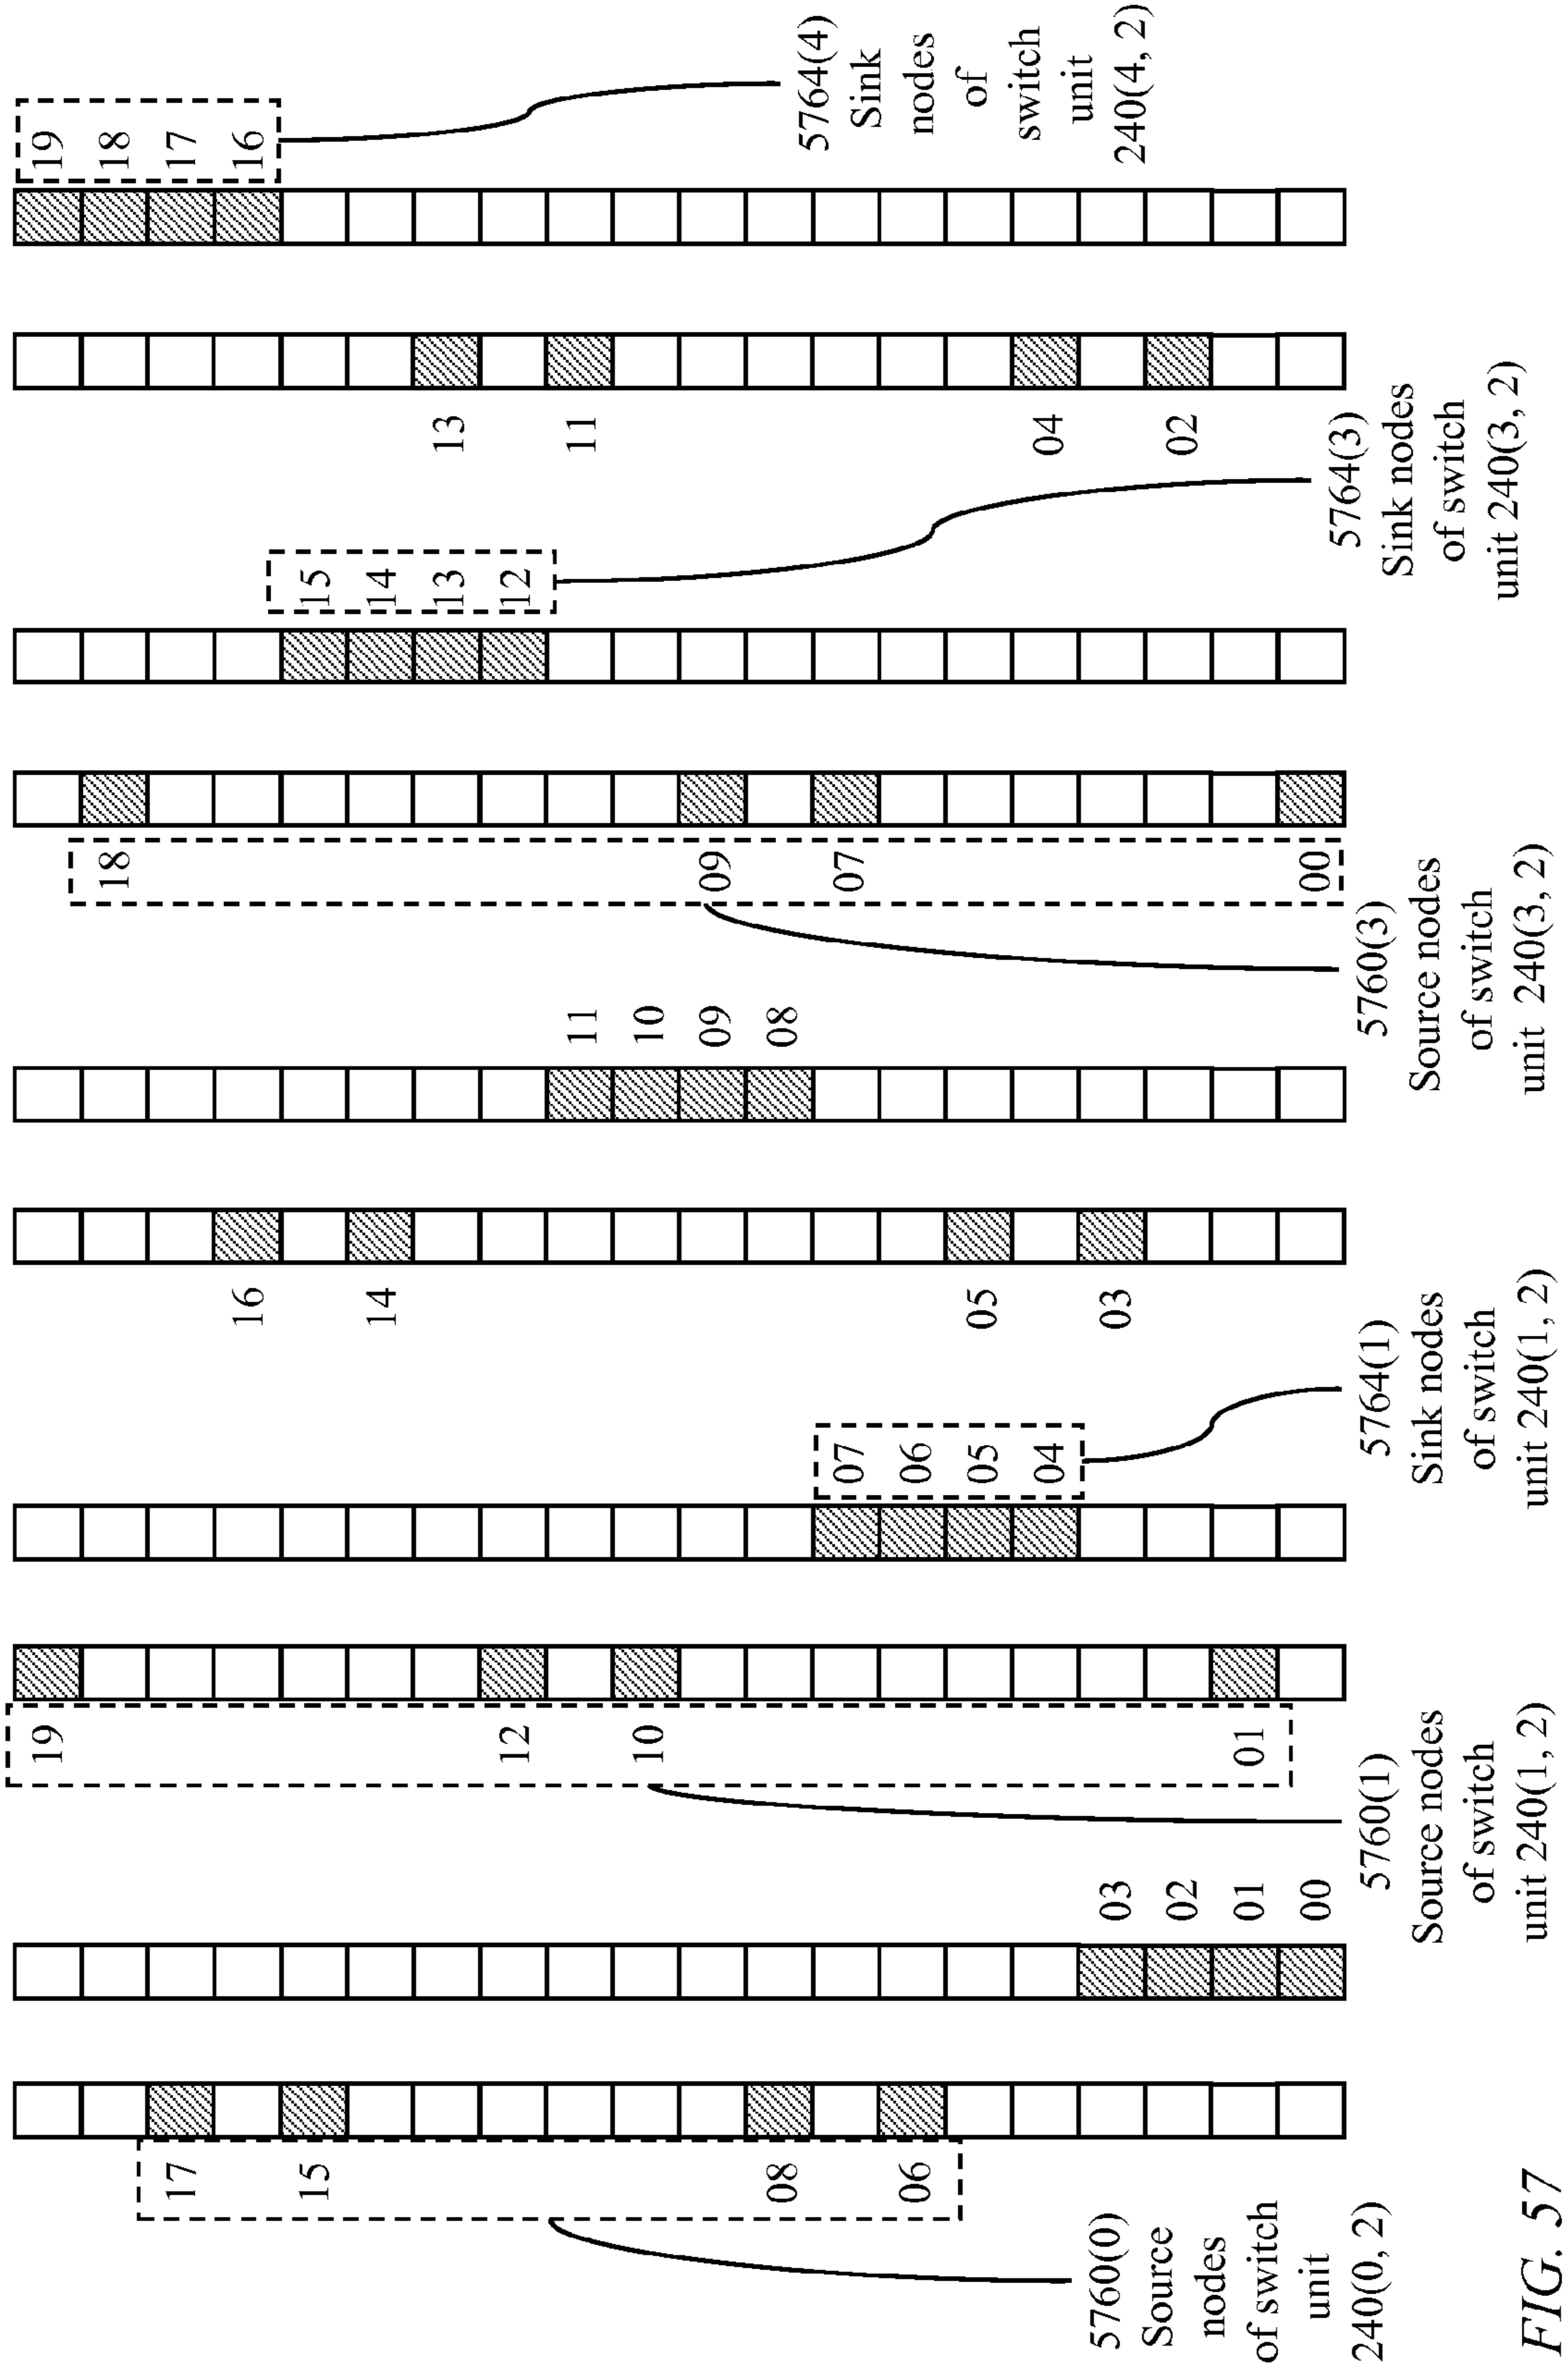 06
08
15
17
5760(0)
Source
nodes
of switch
unit
240(0, 2)
00
01
02
03
01
10
12
19
5760(1)
Source nodes
of switch
unit 240(1, 2)
04
05
06
07
5764(1)
Sink nodes
of switch
unit 240(1, 2)
03
05
14
16
08
09
10
11
00
07
09
18
5760(3)
Source nodes
of switch
unit 240(3, 2)
12
13
14
15
5764(3)
Sink nodes
of switch
unit 240(3, 2)
02
04
11
13
16
17
18
19
5764(4)
Sink
nodes
of
switch
unit
240(4, 2)
FIG. 57